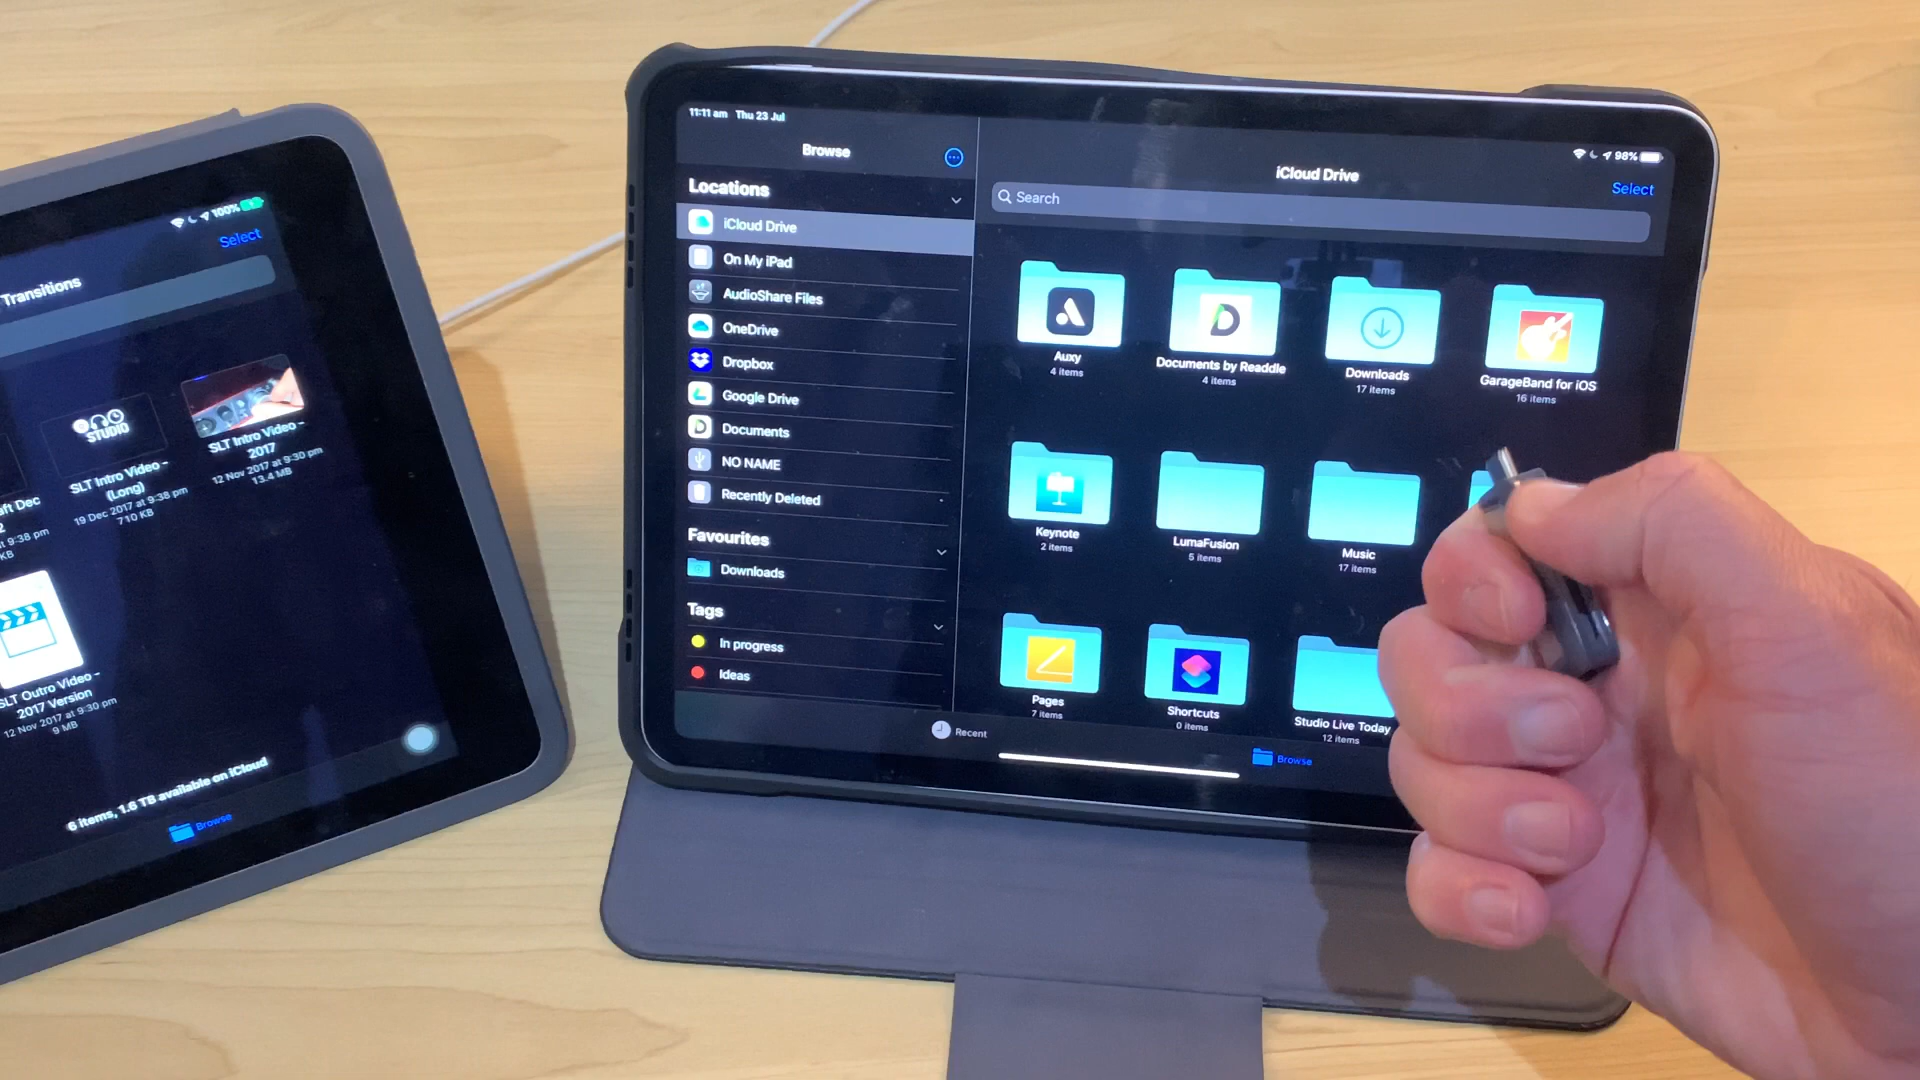 100%
Select
Transitions
STUDIO
SLT Intro Video -
(Long)
19 Dec 2017 at 9:38 pm
710 KB
SLT Intro Video -
2017
12 Nov 2017 at 9:30 pm
13.4 MB
Dec
9:38 pm
KB
SLT Outro Video -
2017 Version
12 Nov 2017 at 9:30 pm
9 MB
6 items, 1.6 TB available on iCloud
Browse
11:11 am Thu 23 Jul
98%
Browse
Locations
iCloud Drive
On My iPad
AudioShare Files
OneDrive
Dropbox
Google Drive
Documents
NO NAME
Recently Deleted
Favourites
Downloads
Tags
In progress
Ideas
Recent
iCloud Drive
Select
Search
Auxy
4 items
Documents by Readdle
4 items
Downloads
17 items
GarageBand for iOS
16 items
Keynote
2 items
LumaFusion
5 items
Music
17 items
Pages
7 items
Shortcuts
0 items
Studio Live Today
12 items
Browse